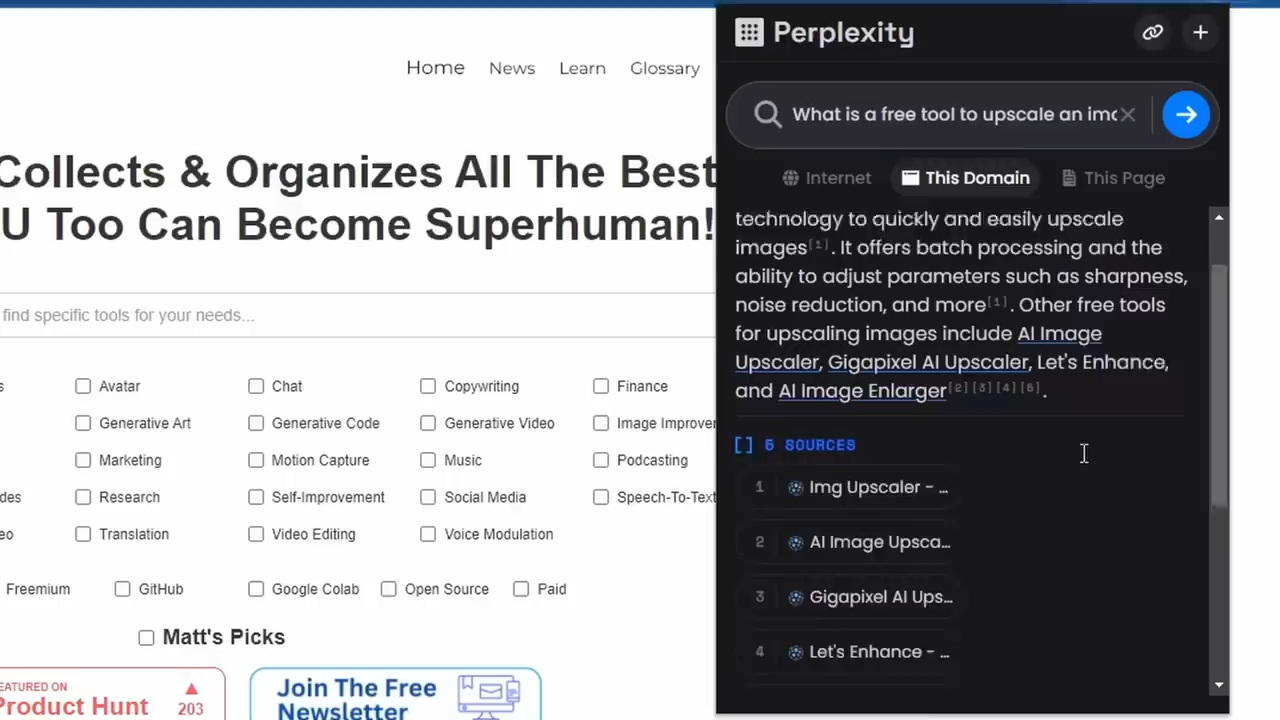 Home News Learn Glossary
Collects & Organizes All The Best
U Too Can Become Superhuman!
find specific tools for your needs...
Avatar Chat Copywriting Finance
Generative Art Generative Code Generative Video Image Improver
Marketing Motion Capture Music Podcasting
Research Self-Improvement Social Media Speech-To-Text
Translation Video Editing Voice Modulation
Freemium GitHub Google Colab Open Source Paid
Matt's Picks
EATURED ON
Product Hunt
203
Join The Free
Newsletter
Perplexity
What is a free tool to upscale an im
Internet This Domain This Page
technology to quickly and easily upscale
images[1]. It offers batch processing and the
ability to adjust parameters such as sharpness,
noise reduction, and more[1]. Other free tools
for upscaling images include AI Image
Upscaler, Gigapixel AI Upscaler, Let's Enhance,
and AI Image Enlarger[2][3][4][5].
5 SOURCES
1 Img Upscaler - ...
2 AI Image Upsca...
3 Gigapixel AI Ups...
4 Let's Enhance - ...